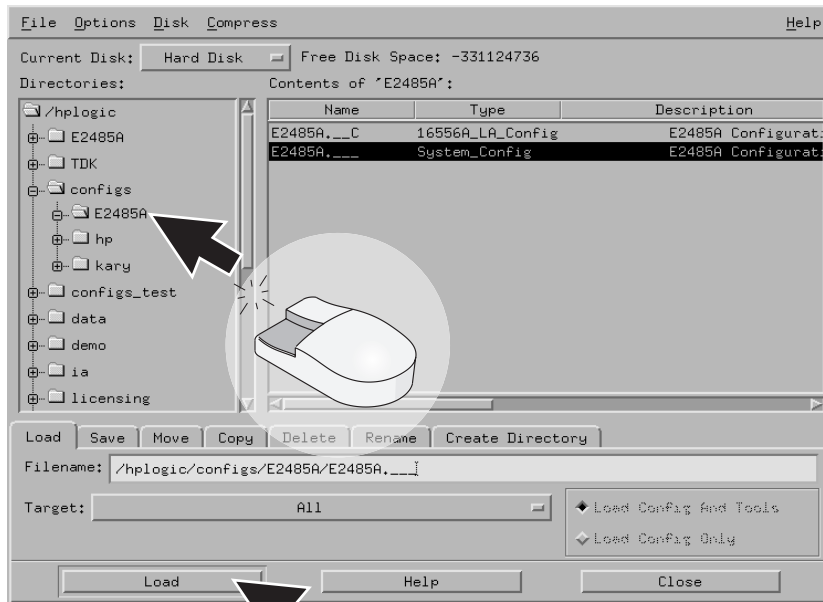 File Options Disk Compress Help
Current Disk: Hard Disk Free Disk Space: -331124736
Directories: Contents of 'E2485A':
/hplogic
E2485A
TDK
configs
E2485A
hp
kary
configs_test
data
demo
ia
licensing
Name Type Description
E2485A.__C 16556A_LA_Config E2485A Configurati
E2485A.___ System_Config E2485A Configurati
Load Save Move Copy Delete Rename Create Directory
Filename: /hplogic/configs/E2485A/E2485A.___
Target: All
Load Config And Tools
Load Config Only
Load Help Close